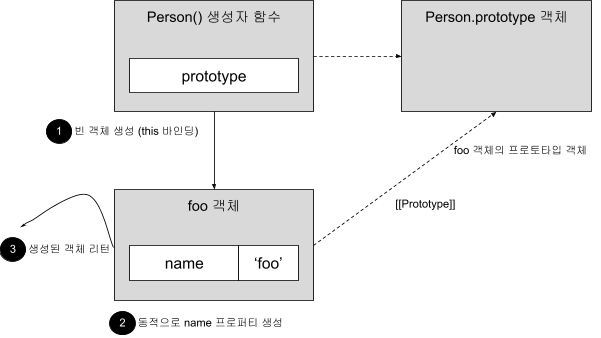 Person() 생성자 함수
Person.prototype 객체
prototype
1 빈 객체 생성 (this 바인딩)
foo 객체의 프로토타입 객체
foo 객체
[[Prototype]]
3 생성된 객체 리턴
name
‘foo’
2 동적으로 name 프로퍼티 생성